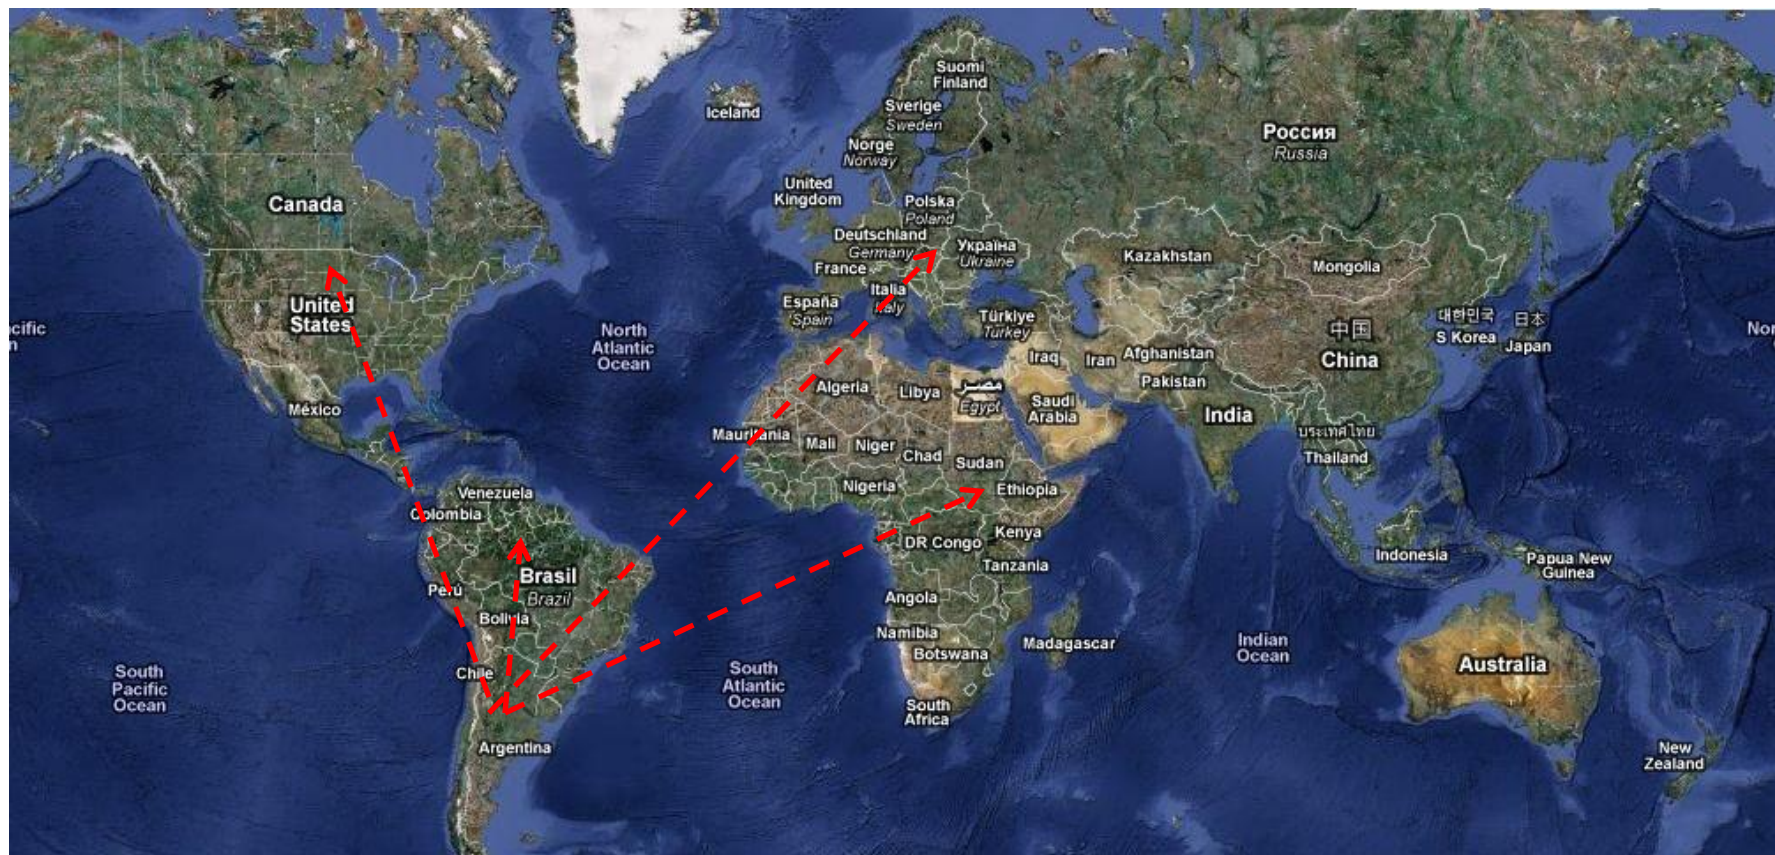 Suomi
Finland
Iceland
Sverige
Sweden
Norge
Norway
Россия
Russia
United
Kingdom
Canada
Polska
Poland
Deutschland
Germany
Україна
Ukraine
France
Kazakhstan
Mongolia
Italia
Italy
United
States
España
Spain
Türkiye
Turkey
cific
n
North
Atlantic
Ocean
中国
China
대한민국
S Korea
日本
Japan
Nor
Iraq
Iran
Afghanistan
Pakistan
Algeria
Libya
مصر
Egypt
Saudi
Arabia
India
México
Mauritania
Mali
Niger
Chad
Sudan
ประเทศไทย
Thailand
Venezuela
Colombia
Nigeria
Ethiopia
DR Congo
Kenya
Tanzania
Indonesia
Papua New
Guinea
Brasil
Brazil
Perú
Bolivia
Angola
Namibia
Botswana
Madagascar
Indian
Ocean
Australia
Chile
South
Pacific
Ocean
South
Atlantic
Ocean
South
Africa
Argentina
New
Zealand